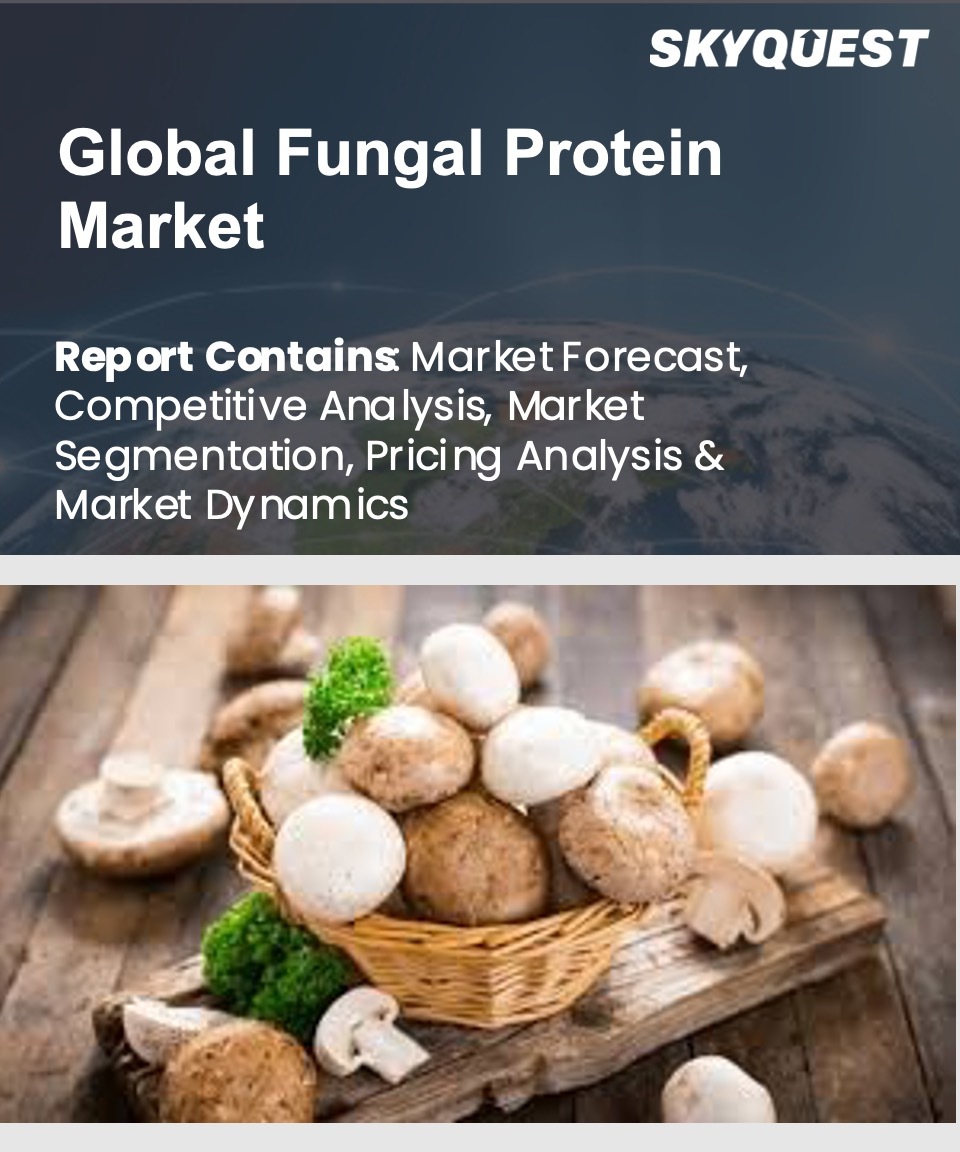 SKYQUEST
Global Fungal Protein
Market
Report Contains: Market Forecast,
Competitive Analysis, Market
Segmentation, Pricing Analysis &
Market Dynamics